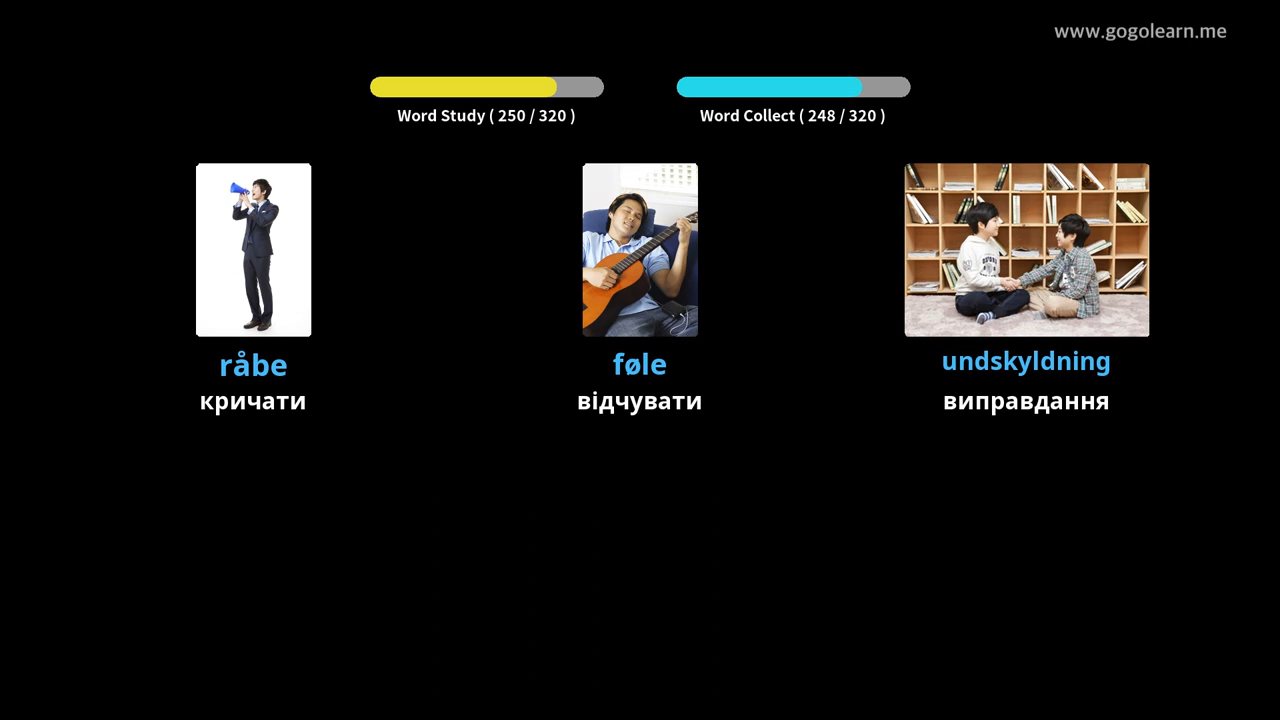 www.gogolearn.me
Word Study ( 250 / 320 )
Word Collect ( 248 / 320 )
råbe
føle
undskyldning
кричати
відчувати
виправдання